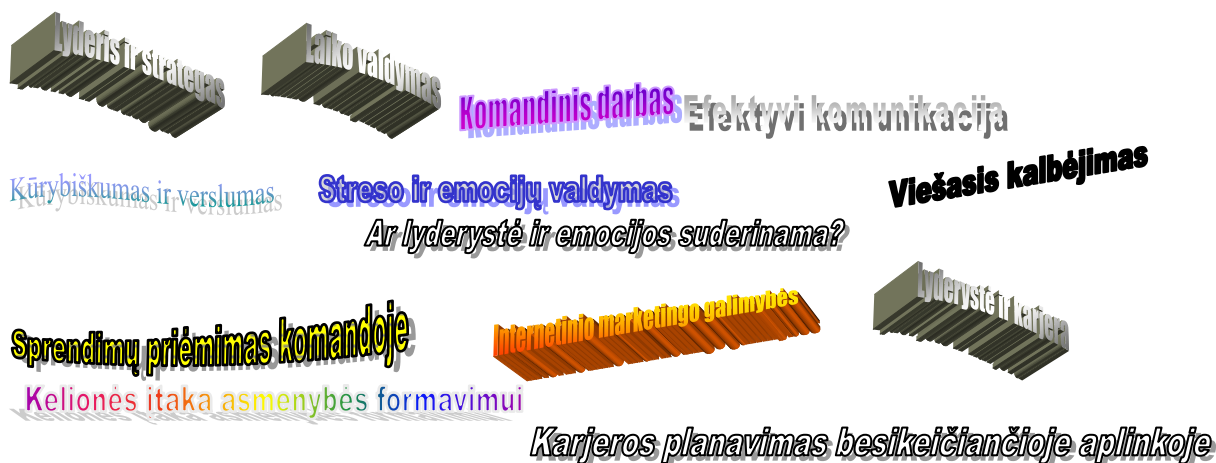 Lyderis ir strategas
Laiko valdymas
Komandinis darbas
Efektyvi komunikacija
Kūrybiškumas ir verslumas
Streso ir emocijų valdymas
Viešasis kalbėjimas
Ar lyderystė ir emocijos suderinama?
Sprendimų priėmimas komandoje
Internetinio marketingo galimybės
Lyderystė ir karjera
Kelionės itaka asmenybės formavimui
Karjeros planavimas besikeičiančioje aplinkoje